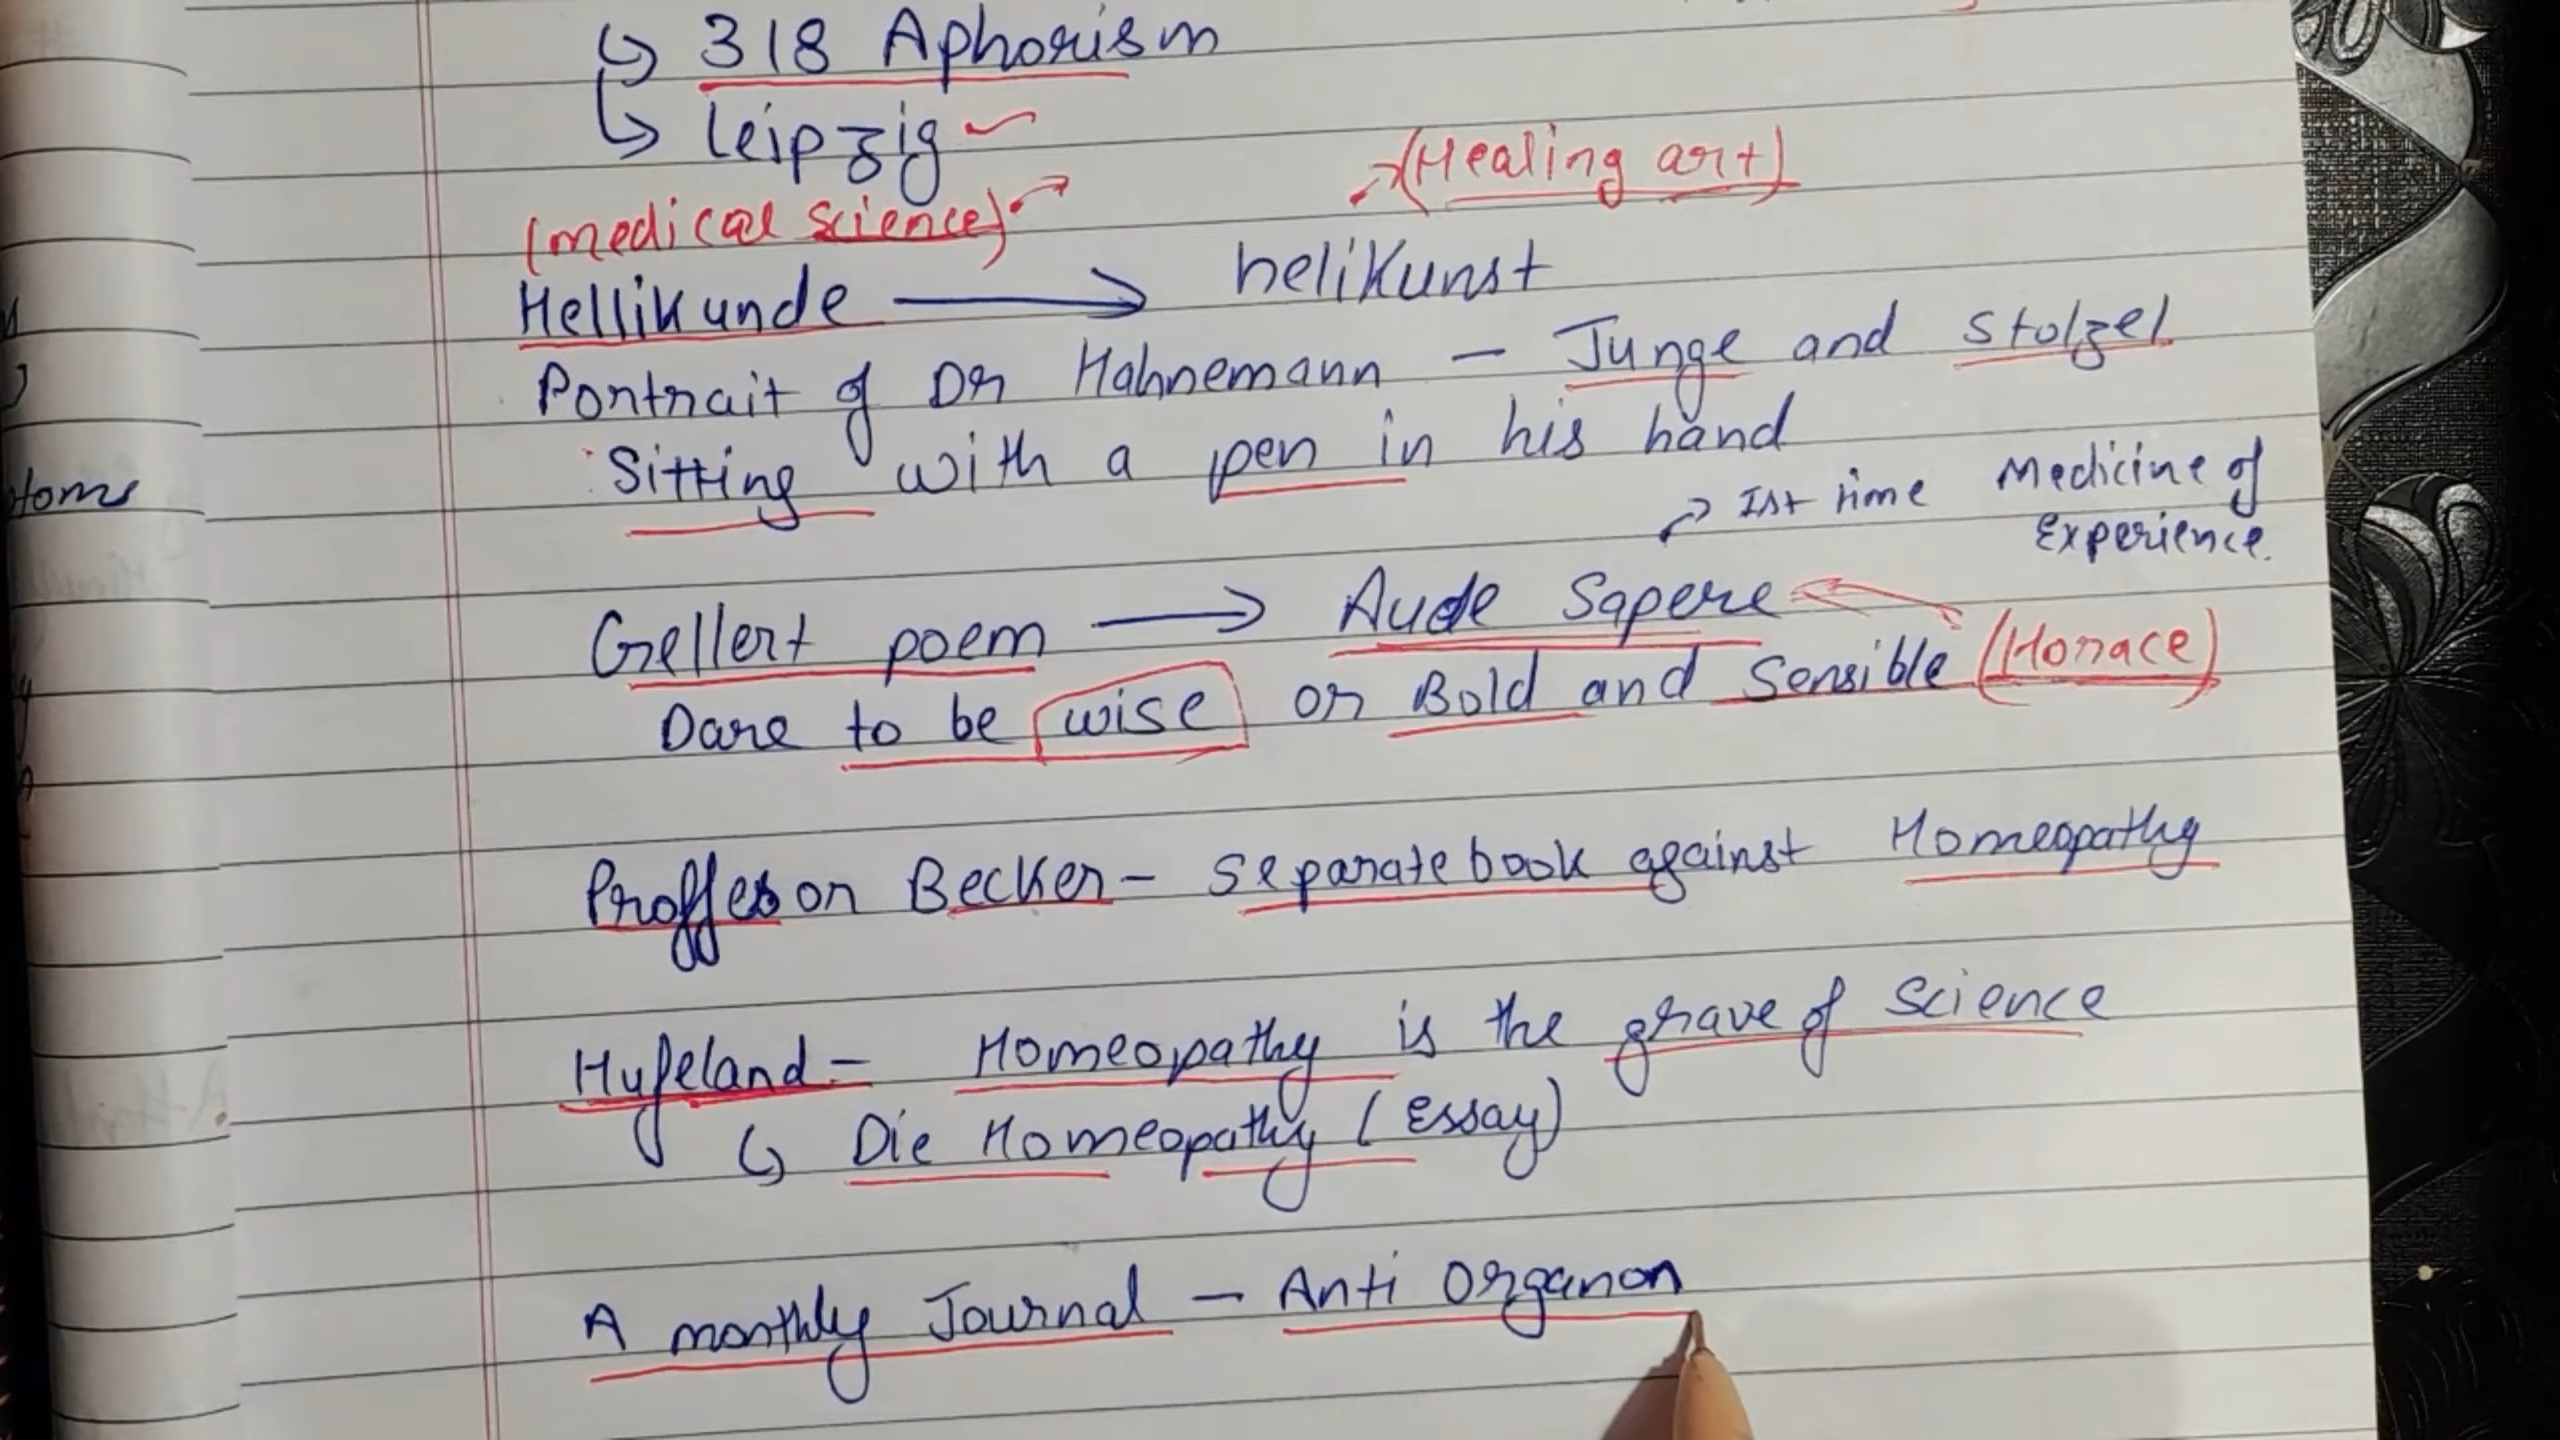 ↳ 318 Aphorism
↳ Leipzig
(Healing art)
(medical science)
Hellikunde → helikunst
Portrait of Dr Hahnemann – Junge and Stolzel
Sitting with a pen in his hand
Ist time Medicine of
Experience.
Gellert poem → Aude Sapere
Dare to be wise or Bold and Sensible (Horace)
Proffesor Becker – Separate book against Homeopathy
Hufeland – Homeopathy is the grave of science
↳ Die Homeopathy (Essay)
A monthly Journal – Anti Organon